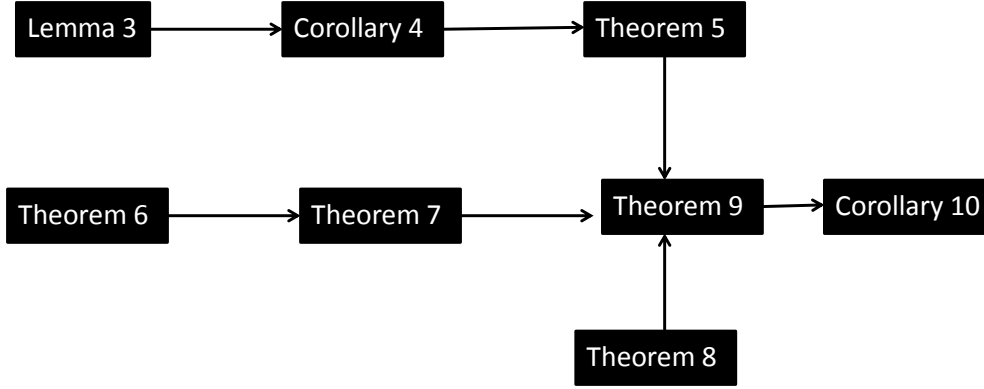 Lemma 3
Corollary 4
Theorem 5
Theorem 6
Theorem 7
Theorem 9
Corollary 10
Theorem 8